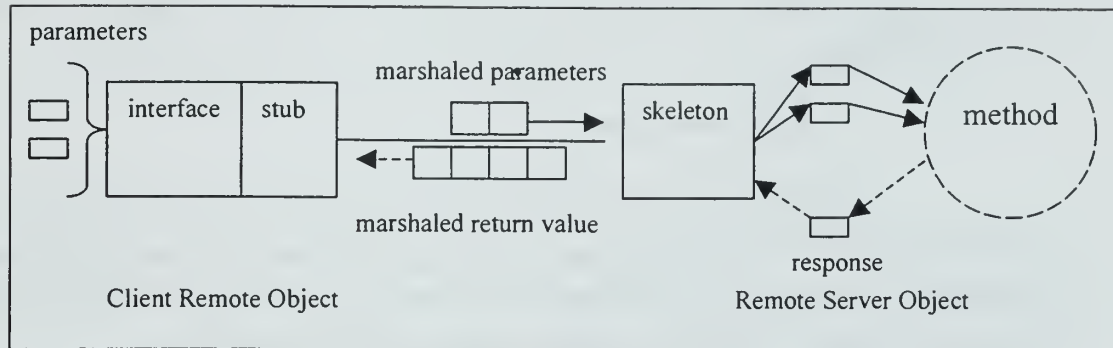 parameters
interface
stub
marshaled parameters
marshaled return value
skeleton
method
response
Client Remote Object
Remote Server Object